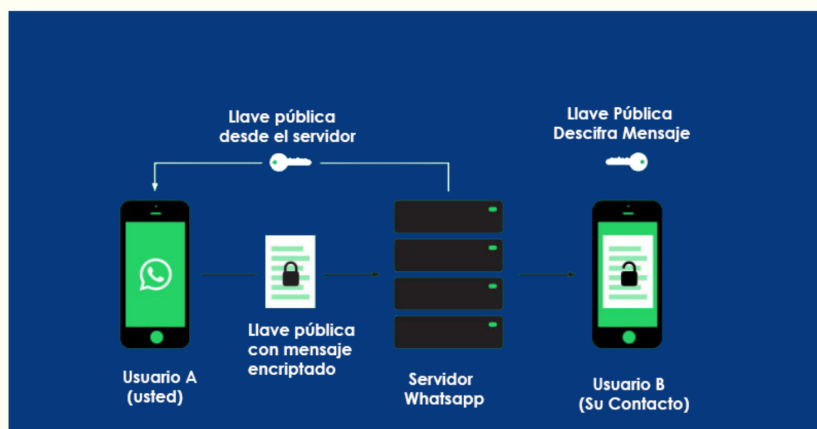 Llave pública
desde el servidor
Llave Pública
Descifra Mensaje
Llave pública
con mensaje
encriptado
Usuario A
(usted)
Servidor
Whatsapp
Usuario B
(Su Contacto)